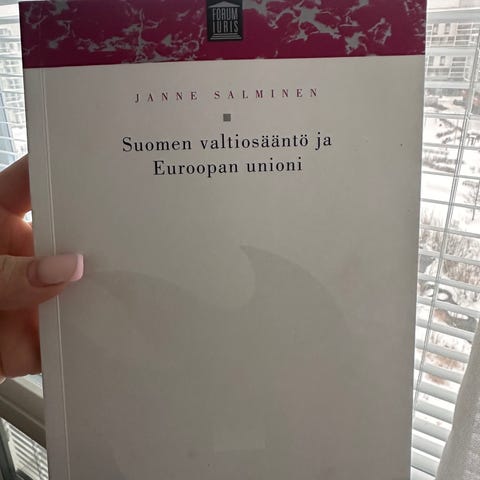 FORUM
IURIS
JANNE SALMINEN
Suomen valtiosääntö ja
Euroopan unioni